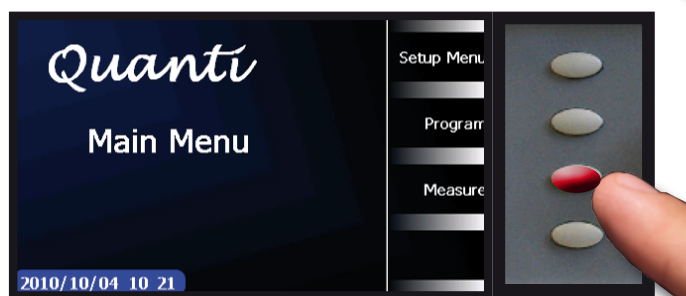 Quanti
Main Menu
Setup Menu
Program
Measure
2010/10/04 10 21